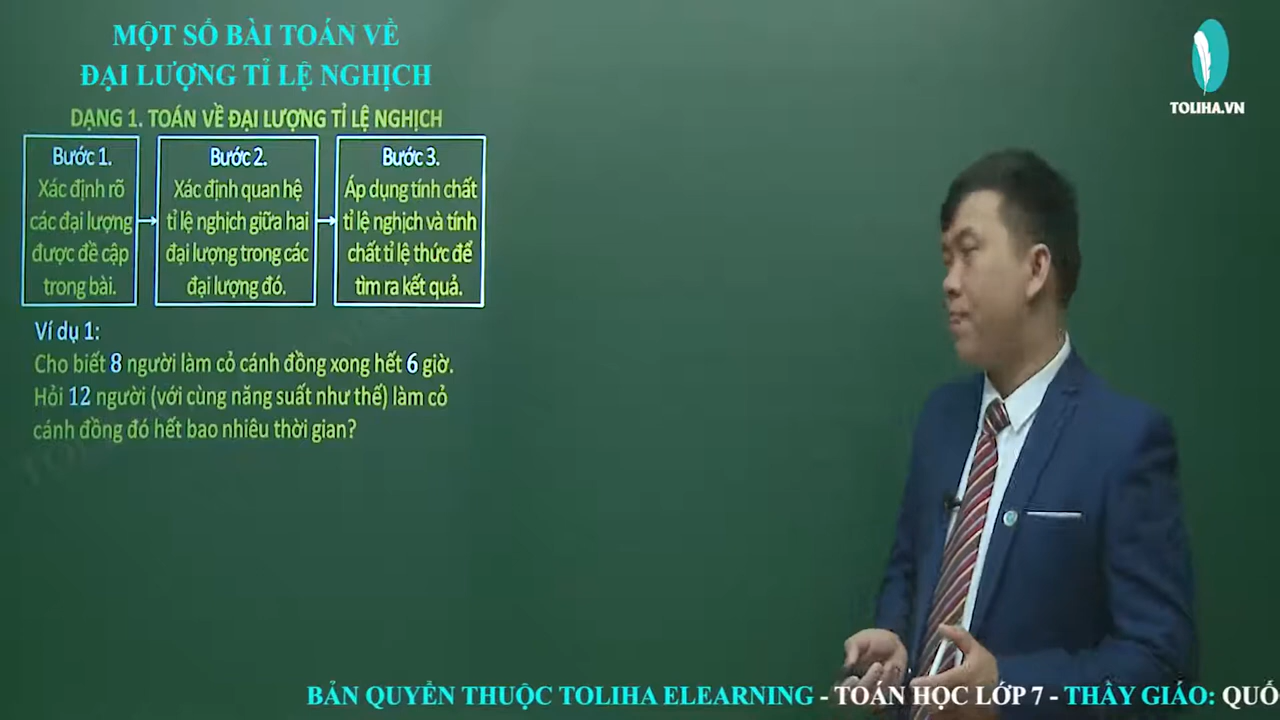 MỘT SỐ BÀI TOÁN VỀ
ĐẠI LƯỢNG TỈ LỆ NGHỊCH
TOLIHA.VN
DẠNG 1. TOÁN VỀ ĐẠI LƯỢNG TỈ LỆ NGHỊCH
Bước 1.
Xác định rõ
các đại lượng
được đề cập
trong bài.
Bước 2.
Xác định quan hệ
tỉ lệ nghịch giữa hai
đại lượng trong các
đại lượng đó.
Bước 3.
Áp dụng tính chất
tỉ lệ nghịch và tính
chất tỉ lệ thức để
tìm ra kết quả.
Ví dụ 1:
Cho biết 8 người làm cỏ cánh đồng xong hết 6 giờ.
Hỏi 12 người (với cùng năng suất như thế) làm cỏ
cánh đồng đó hết bao nhiêu thời gian?
BẢN QUYỀN THUỘC TOLIHA ELEARNING - TOÁN HỌC LỚP 7 - THẦY GIÁO: QUỐ